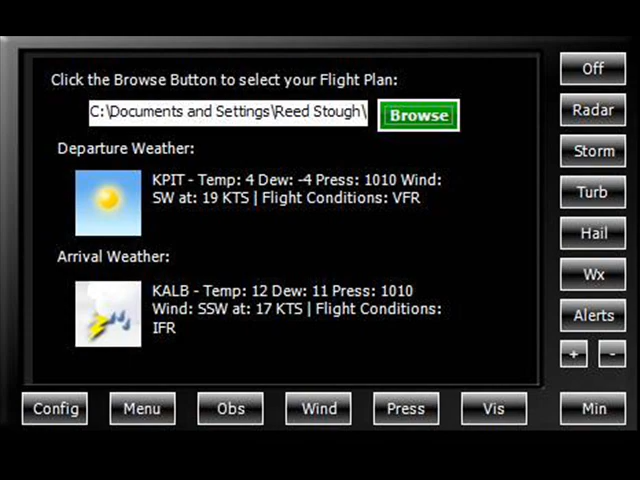 Click the Browse Button to select your Flight Plan:
C:\Documents and Settings\Reed Stough\
Browse
Departure Weather:
KPIT - Temp: 4 Dew: -4 Press: 1010 Wind:
SW at: 19 KTS | Flight Conditions: VFR
Arrival Weather:
KALB - Temp: 12 Dew: 11 Press: 1010
Wind: SSW at: 17 KTS | Flight Conditions:
IFR
Off
Radar
Storm
Turb
Hail
Wx
Alerts
+ -
Config Menu Obs Wind Press Vis Min